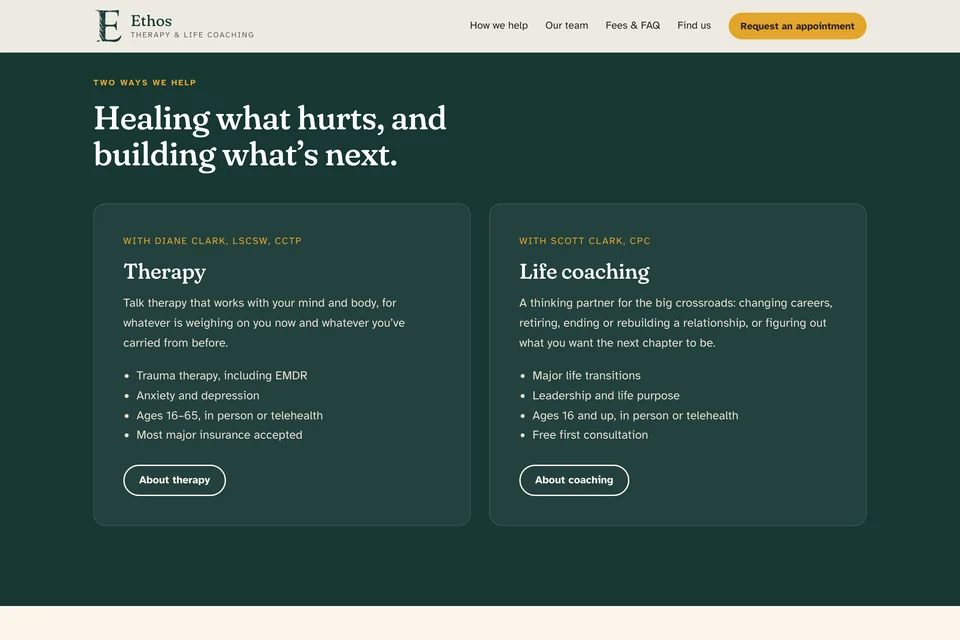 E
Ethos
THERAPY & LIFE COACHING
How we help
Our team
Fees & FAQ
Find us
Request an appointment
TWO WAYS WE HELP
Healing what hurts, and
building what’s next.
WITH DIANE CLARK, LSCSW, CCTP
Therapy
Talk therapy that works with your mind and body, for
whatever is weighing on you now and whatever you’ve
carried from before.
• Trauma therapy, including EMDR
• Anxiety and depression
• Ages 16–65, in person or telehealth
• Most major insurance accepted
About therapy
WITH SCOTT CLARK, CPC
Life coaching
A thinking partner for the big crossroads: changing careers,
retiring, ending or rebuilding a relationship, or figuring out
what you want the next chapter to be.
• Major life transitions
• Leadership and life purpose
• Ages 16 and up, in person or telehealth
• Free first consultation
About coaching